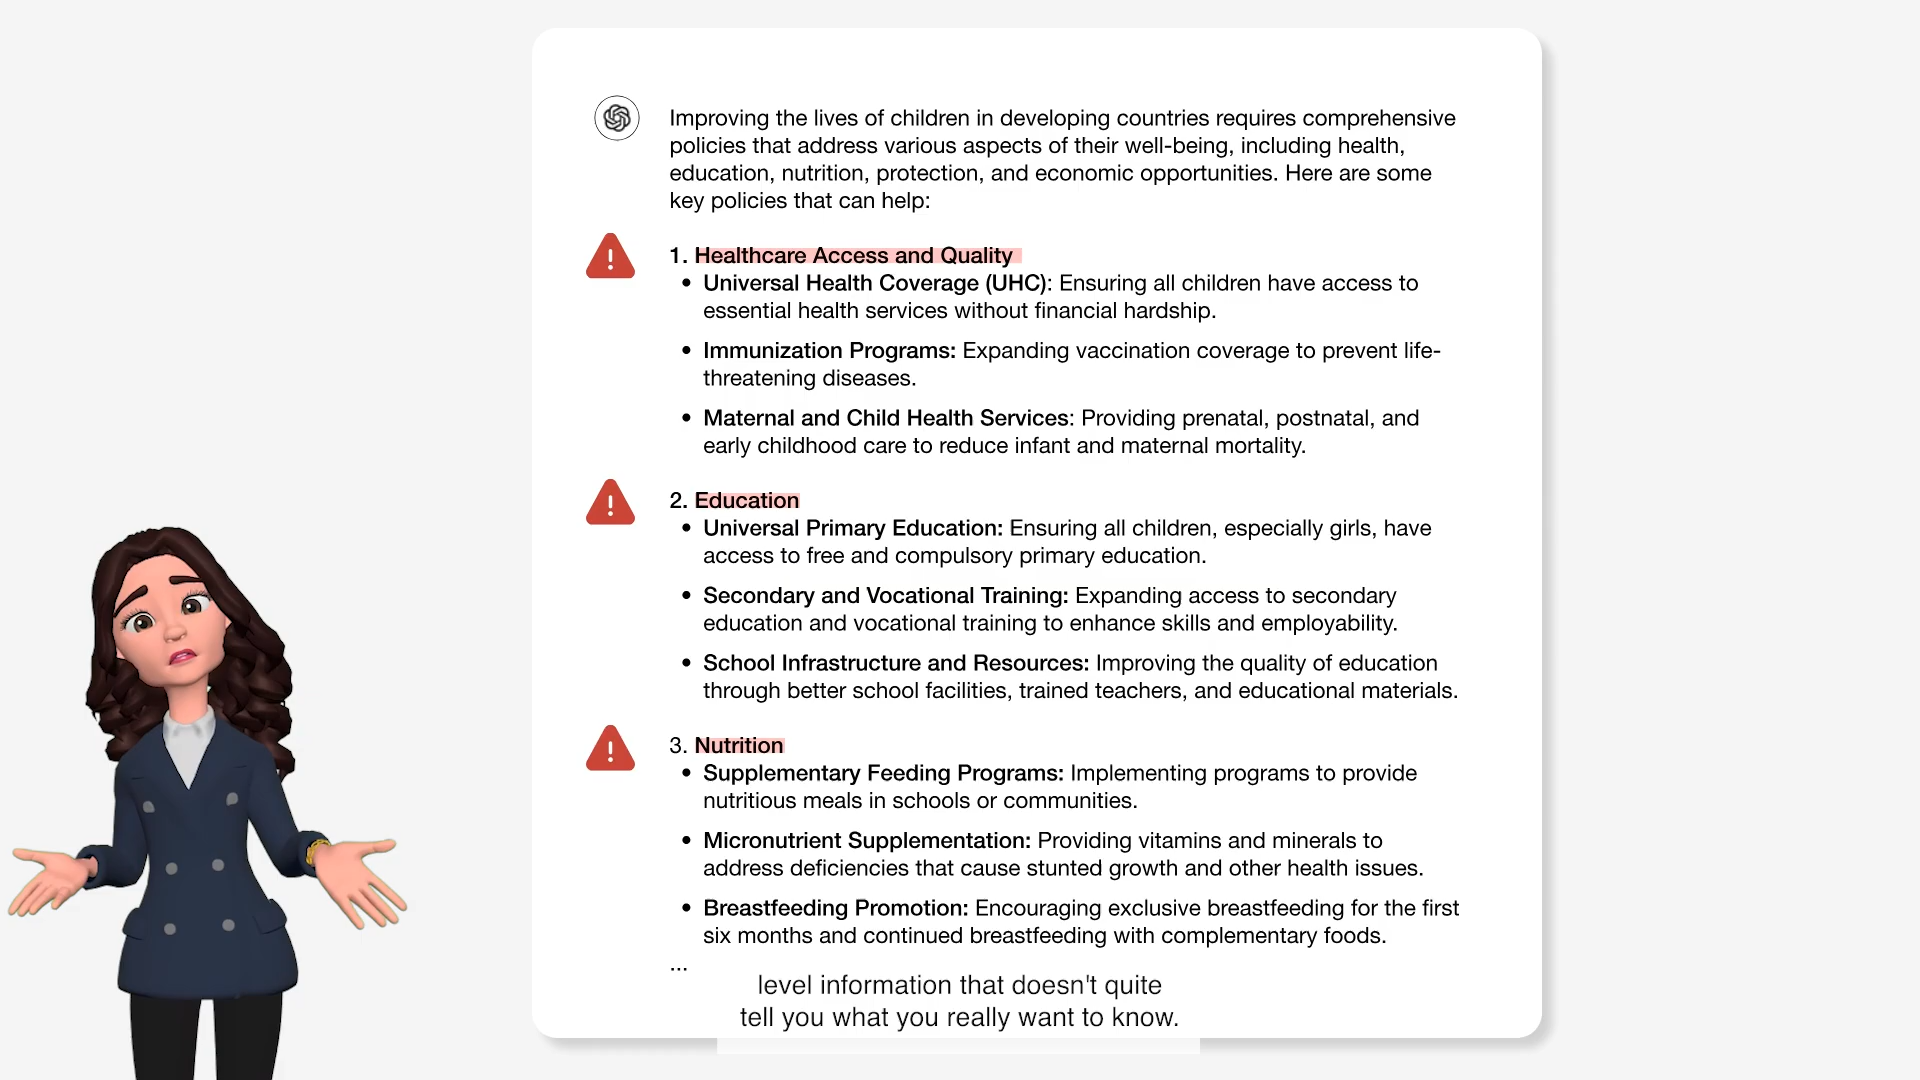 Improving the lives of children in developing countries requires comprehensive
policies that address various aspects of their well-being, including health,
education, nutrition, protection, and economic opportunities. Here are some
key policies that can help:
1. Healthcare Access and Quality
• Universal Health Coverage (UHC): Ensuring all children have access to
essential health services without financial hardship.
• Immunization Programs: Expanding vaccination coverage to prevent life-
threatening diseases.
• Maternal and Child Health Services: Providing prenatal, postnatal, and
early childhood care to reduce infant and maternal mortality.
2. Education
• Universal Primary Education: Ensuring all children, especially girls, have
access to free and compulsory primary education.
• Secondary and Vocational Training: Expanding access to secondary
education and vocational training to enhance skills and employability.
• School Infrastructure and Resources: Improving the quality of education
through better school facilities, trained teachers, and educational materials.
3. Nutrition
• Supplementary Feeding Programs: Implementing programs to provide
nutritious meals in schools or communities.
• Micronutrient Supplementation: Providing vitamins and minerals to
address deficiencies that cause stunted growth and other health issues.
• Breastfeeding Promotion: Encouraging exclusive breastfeeding for the first
six months and continued breastfeeding with complementary foods.
...
level information that doesn't quite
tell you what you really want to know.